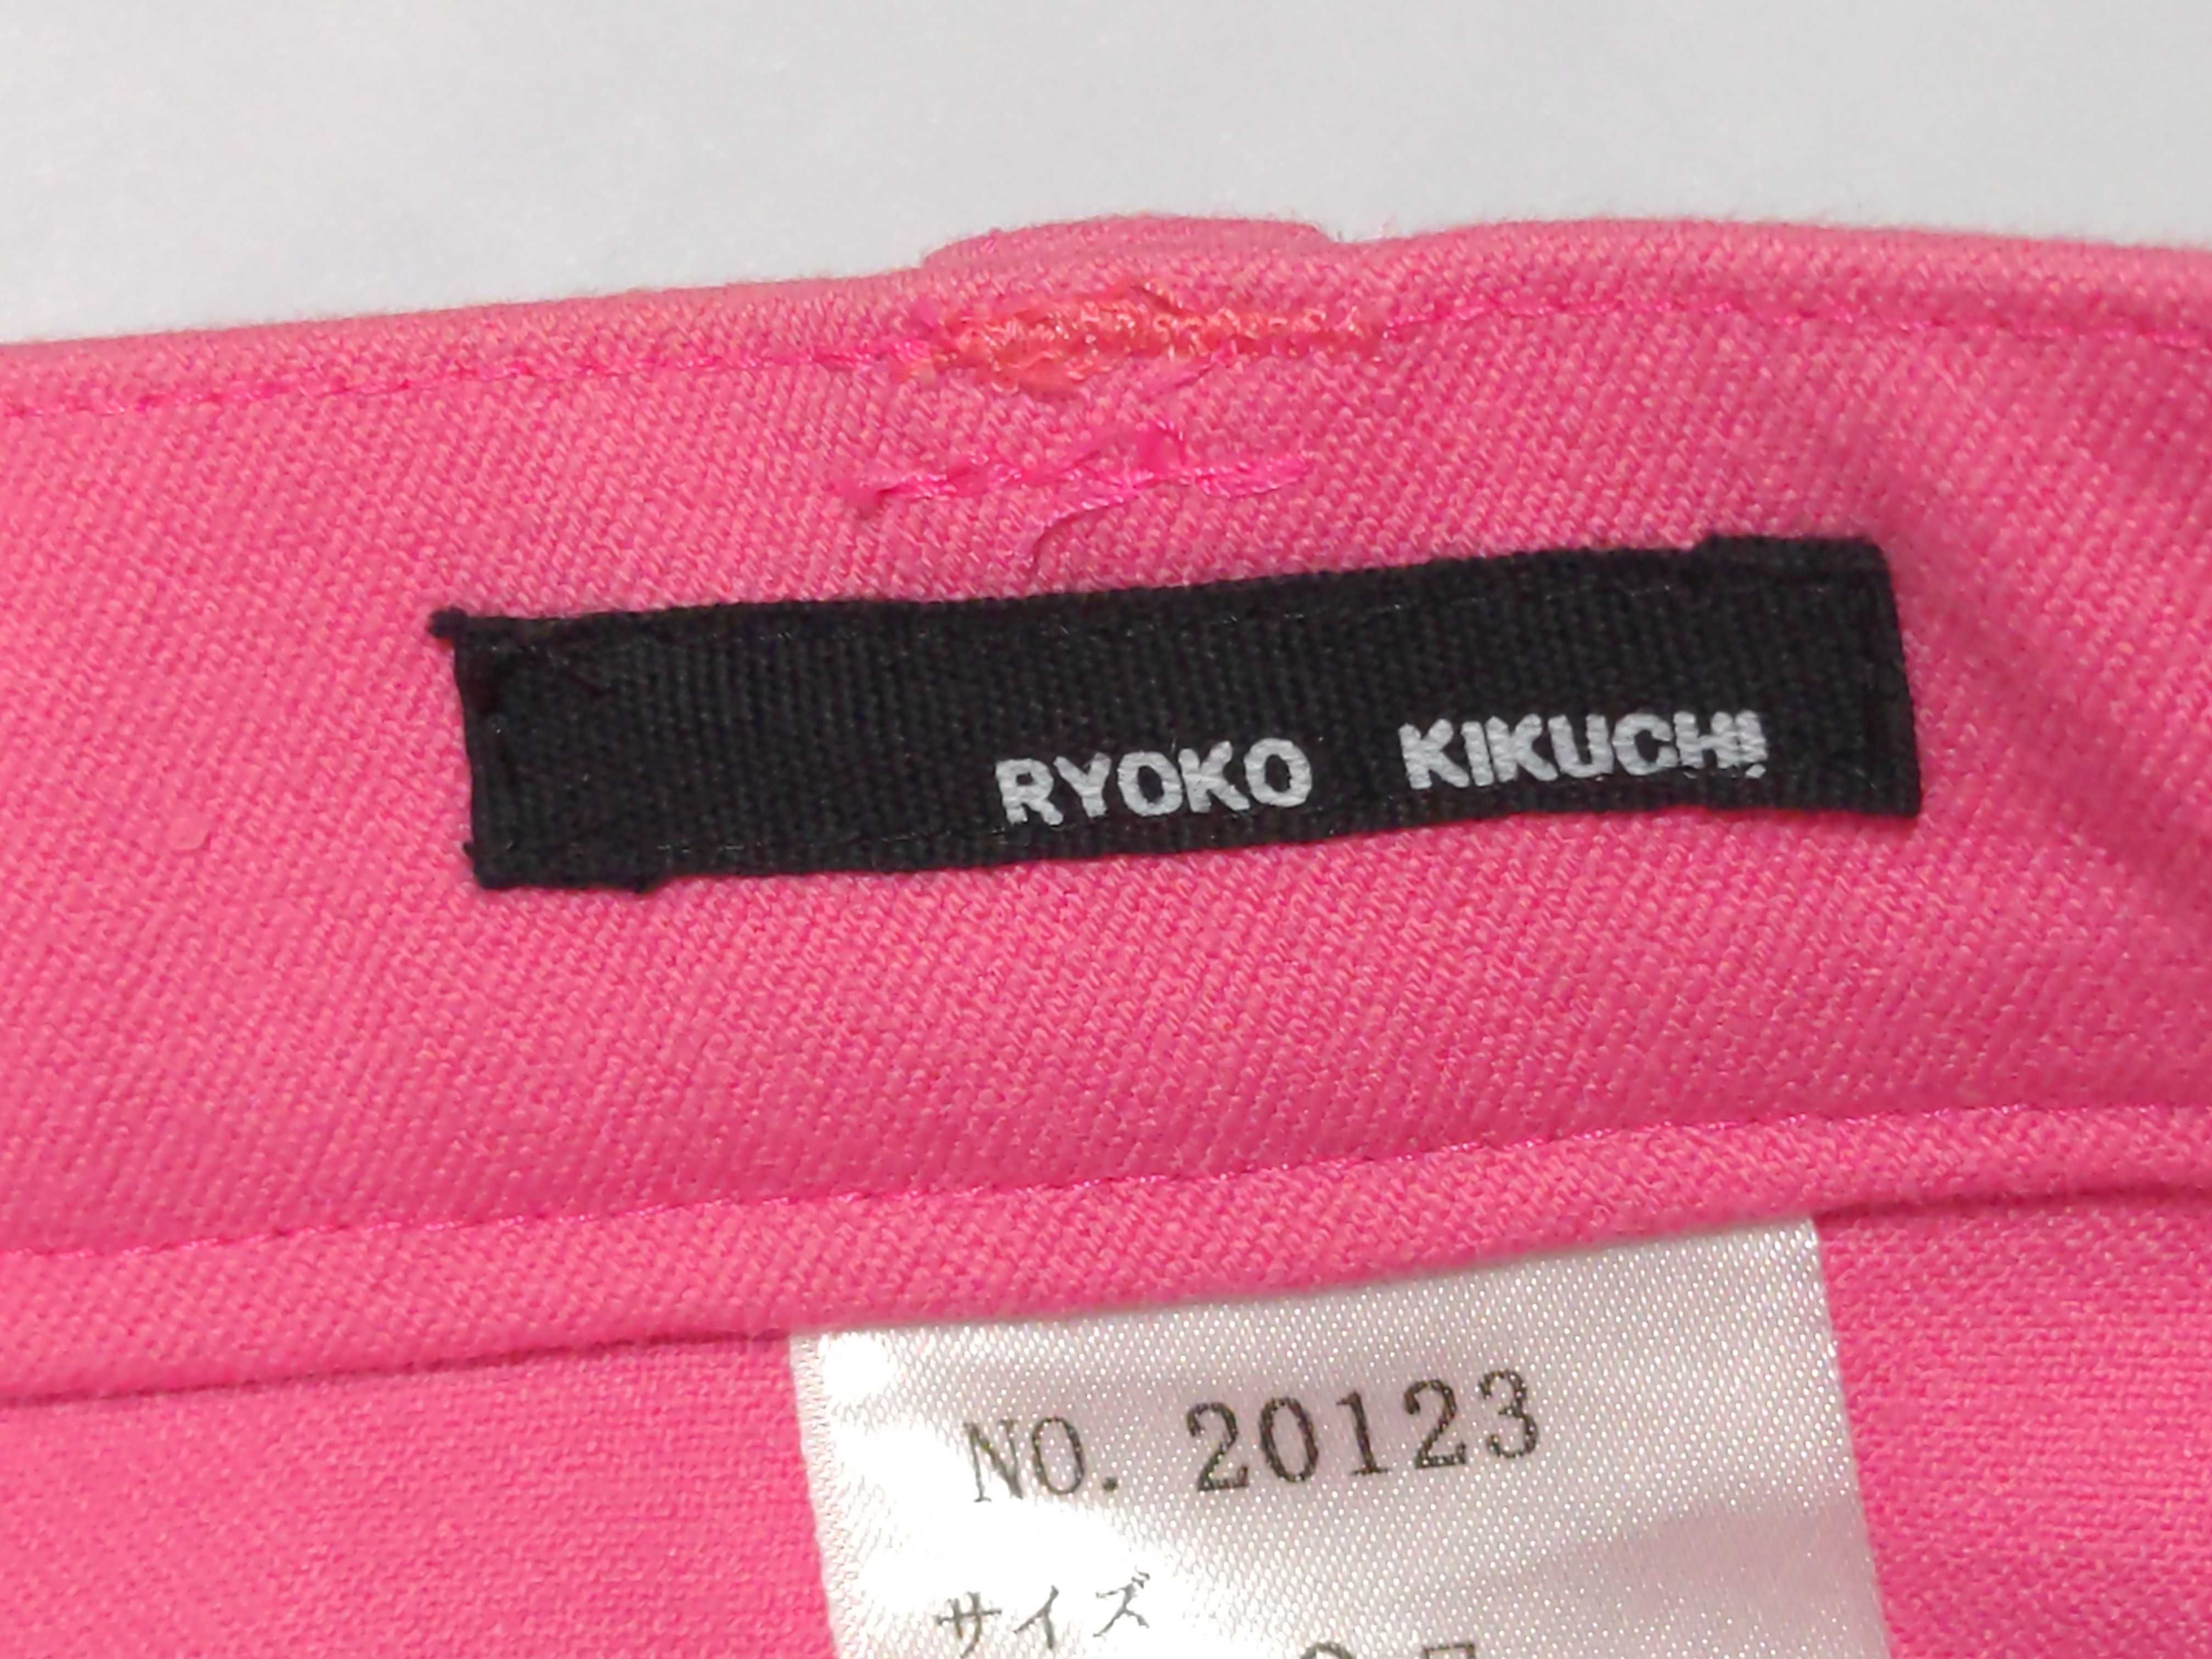 RYOKO KIKUCHI
NO. 20123
サイズ